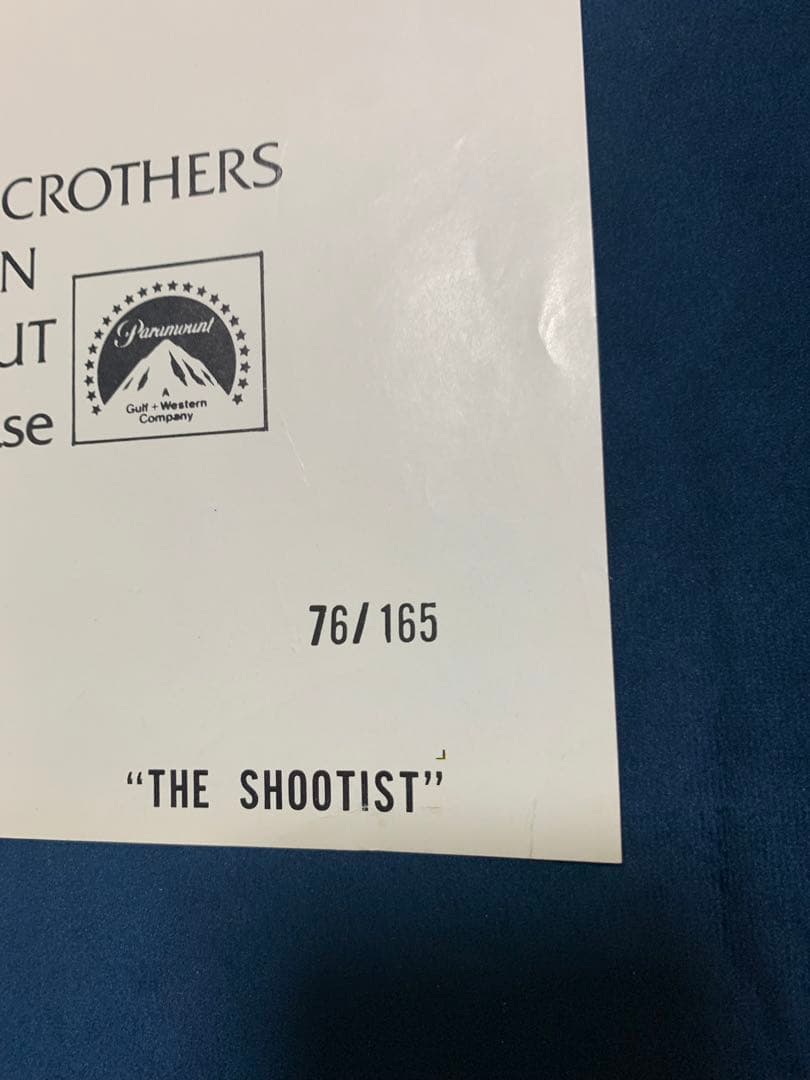 CROTHERS
N
UT
se
Paramount
A
Gulf + Western
Company
76/165
“THE SHOOTIST”